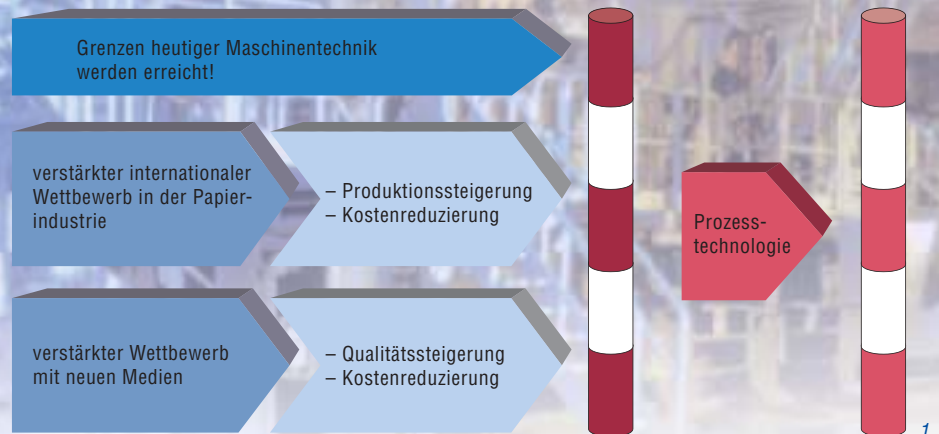 Grenzen heutiger Maschinentechnik
werden erreicht!
verstärkter internationaler
Wettbewerb in der Papier-
industrie
– Produktionssteigerung
– Kostenreduzierung
Prozess-
technologie
verstärkter Wettbewerb
mit neuen Medien
– Qualitätssteigerung
– Kostenreduzierung
1